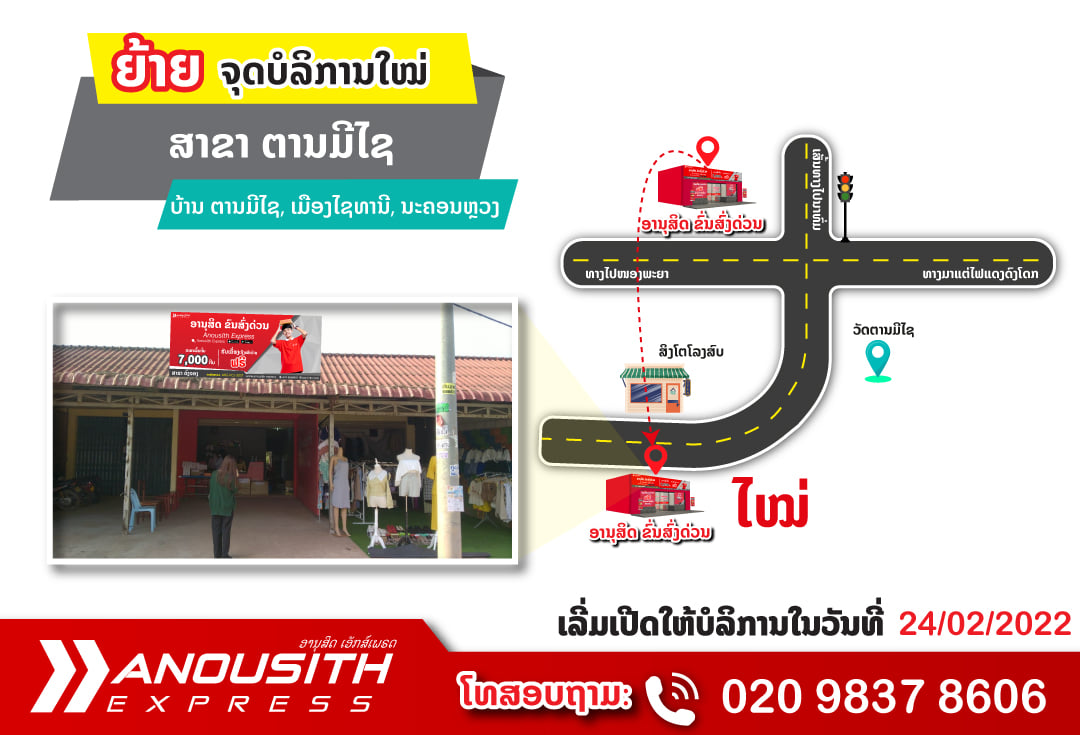 ຍ້າຍ ຈຸດບໍລິການໃໝ່
ສາຂາ ຕານມີໄຊ
ບ້ານ ຕານມີໄຊ, ເມືອງໄຊທານີ, ນະຄອນຫຼວງ
ອານຸສິດ ຂົນສົ່ງດ່ວນ
ທາງໄປໜອງພະຍາ
ທາງມາແຕ່ໄຟແດງດົງໂດກ
ວັດຕານມີໄຊ
ສິງໂຕໂລງສົບ
ອານຸສິດ ຂົນສົ່ງດ່ວນ
ໄໝ່
ອານຸສິດ ຂົນສົ່ງດ່ວນ
Anousith Express
7,000 ກີບ
ຟຣີ
ເລີ່ມເປີດໃຫ້ບໍລິການໃນວັນທີ່ 24/02/2022
ອານຸສິດ ເອັກສ໌ເພຣດ
ANOUSITH
EXPRESS
ໂທສອບຖາມ: 020 9837 8606